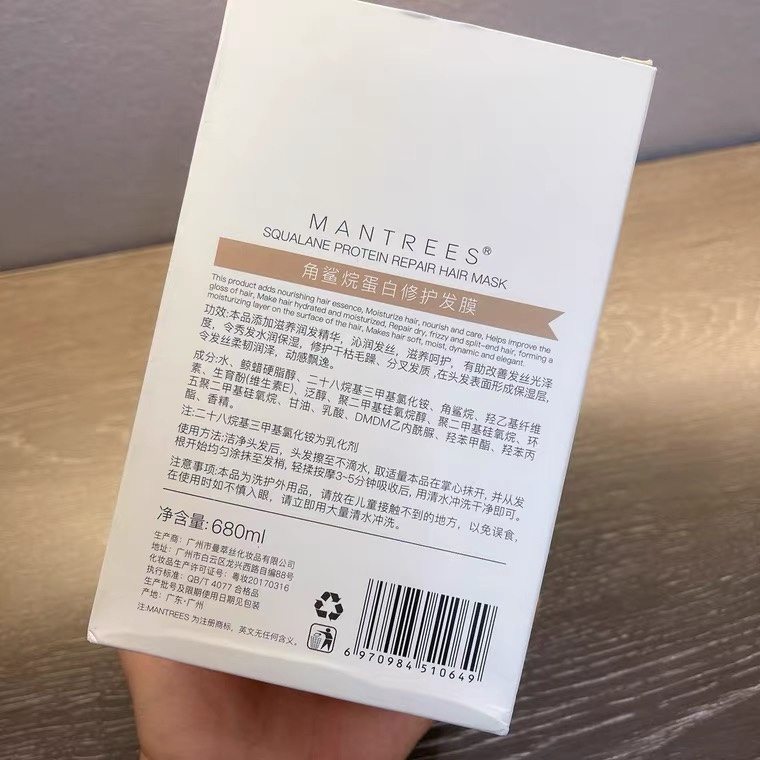 MANTREES®
SQUALANE PROTEIN REPAIR HAIR MASK
角鲨烷蛋白修护发膜
This product adds nourishing hair essence, Moisturize hair, nourish and care, Helps improve the
gloss of hair, Make hair hydrated and moisturized, Repair dry, frizzy and split-end hair, forming a
moisturizing layer on the surface of the hair, Makes hair soft, moist, dynamic and elegant.
功效:本品添加滋养润发精华，沁润发丝，滋养呵护，有助改善发丝光泽
度，令秀发水润保湿，修护干枯毛躁、分叉发质,在头发表面形成保湿层,
令发丝柔韧润泽，动感飘逸。
成分:水、鲸蜡硬脂醇、二十八烷基三甲基氯化铵、角鲨烷、羟乙基纤维
素、生育酚(维生素E)、泛醇、聚二甲基硅氧烷醇、聚二甲基硅氧烷、环
五聚二甲基硅氧烷、甘油、乳酸、DMDM乙内酰脲、羟苯甲酯、羟苯丙
酯、香精。
注:二十八烷基三甲基氯化铵为乳化剂
使用方法:洁净头发后，头发擦至不滴水, 取适量本品在掌心抹开, 并从发
根开始均匀涂抹至发梢，轻揉按摩3~5分钟吸收后, 用清水冲洗干净即可。
注意事项:本品为洗护外用品，请放在儿童接触不到的地方，以免误食,
在使用时如不慎入眼，请立即用大量清水冲洗。
净含量:680ml
生产商：广州市曼萃丝化妆品有限公司
地址：广州市白云区龙兴西路自编88号
化妆品生产许可证号：粤妆20170316
执行标准：QB/T 4077 合格品
生产批号及限期使用日期见包装
产地：广东·广州
注:MANTREES 为注册商标，英文无任何含义。
6 970984 510649